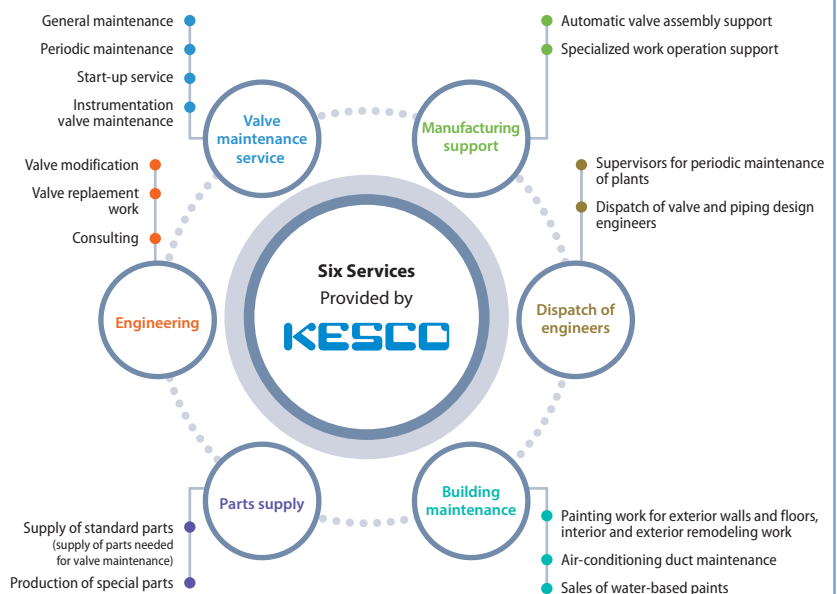 General maintenance
Periodic maintenance
Start-up service
Instrumentation
valve maintenance
Valve
maintenance
service
Automatic valve assembly support
Specialized work operation support
Manufacturing
support
Valve modification
Valve replaement
work
Consulting
Engineering
Supervisors for periodic maintenance
of plants
Dispatch of valve and piping design
engineers
Dispatch of
engineers
Six Services
Provided by
KESCO
Parts supply
Supply of standard parts
(supply of parts needed
for valve maintenance)
Production of special parts
Building
maintenance
Painting work for exterior walls and floors,
interior and exterior remodeling work
Air-conditioning duct maintenance
Sales of water-based paints